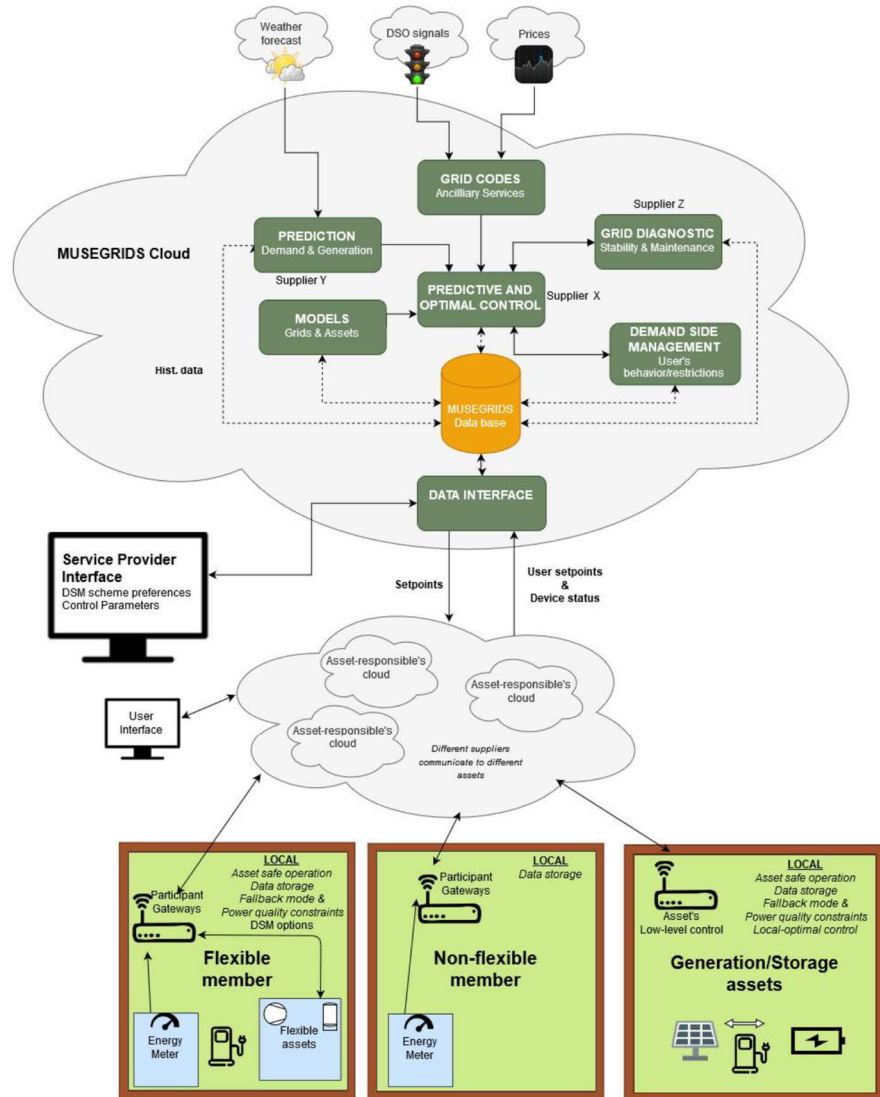 Weather
forecast
DSO signals
Prices
GRID CODES
Ancilliary Services
Supplier Z
PREDICTION
Demand & Generation
GRID DIAGNOSTIC
Stability & Maintenance
MUSEGRIDS Cloud
Supplier Y
PREDICTIVE AND
OPTIMAL CONTROL
Supplier X
MODELS
Grids & Assets
DEMAND SIDE
MANAGEMENT
User's
behavior/restrictions
Hist. data
MUSEGRIDS
Data base
DATA INTERFACE
Service Provider
Interface
DSM scheme preferences
Control Parameters
Setpoints
User setpoints
&
Device status
Asset-responsible's
cloud
Asset-responsible's
cloud
Asset-responsible's
cloud
User
Interface
Different suppliers
communicate to different
assets
LOCAL
Asset safe operation
Data storage
Fallback mode &
Power quality constraints
DSM options
Participant
Gateways
Flexible
member
Energy
Meter
Flexible
assets
LOCAL
Data storage
Participant
Gateways
Non-flexible
member
Energy
Meter
LOCAL
Asset safe operation
Data storage
Fallback mode &
Power quality constraints
Local-optimal control
Asset's
Low-level control
Generation/Storage
assets